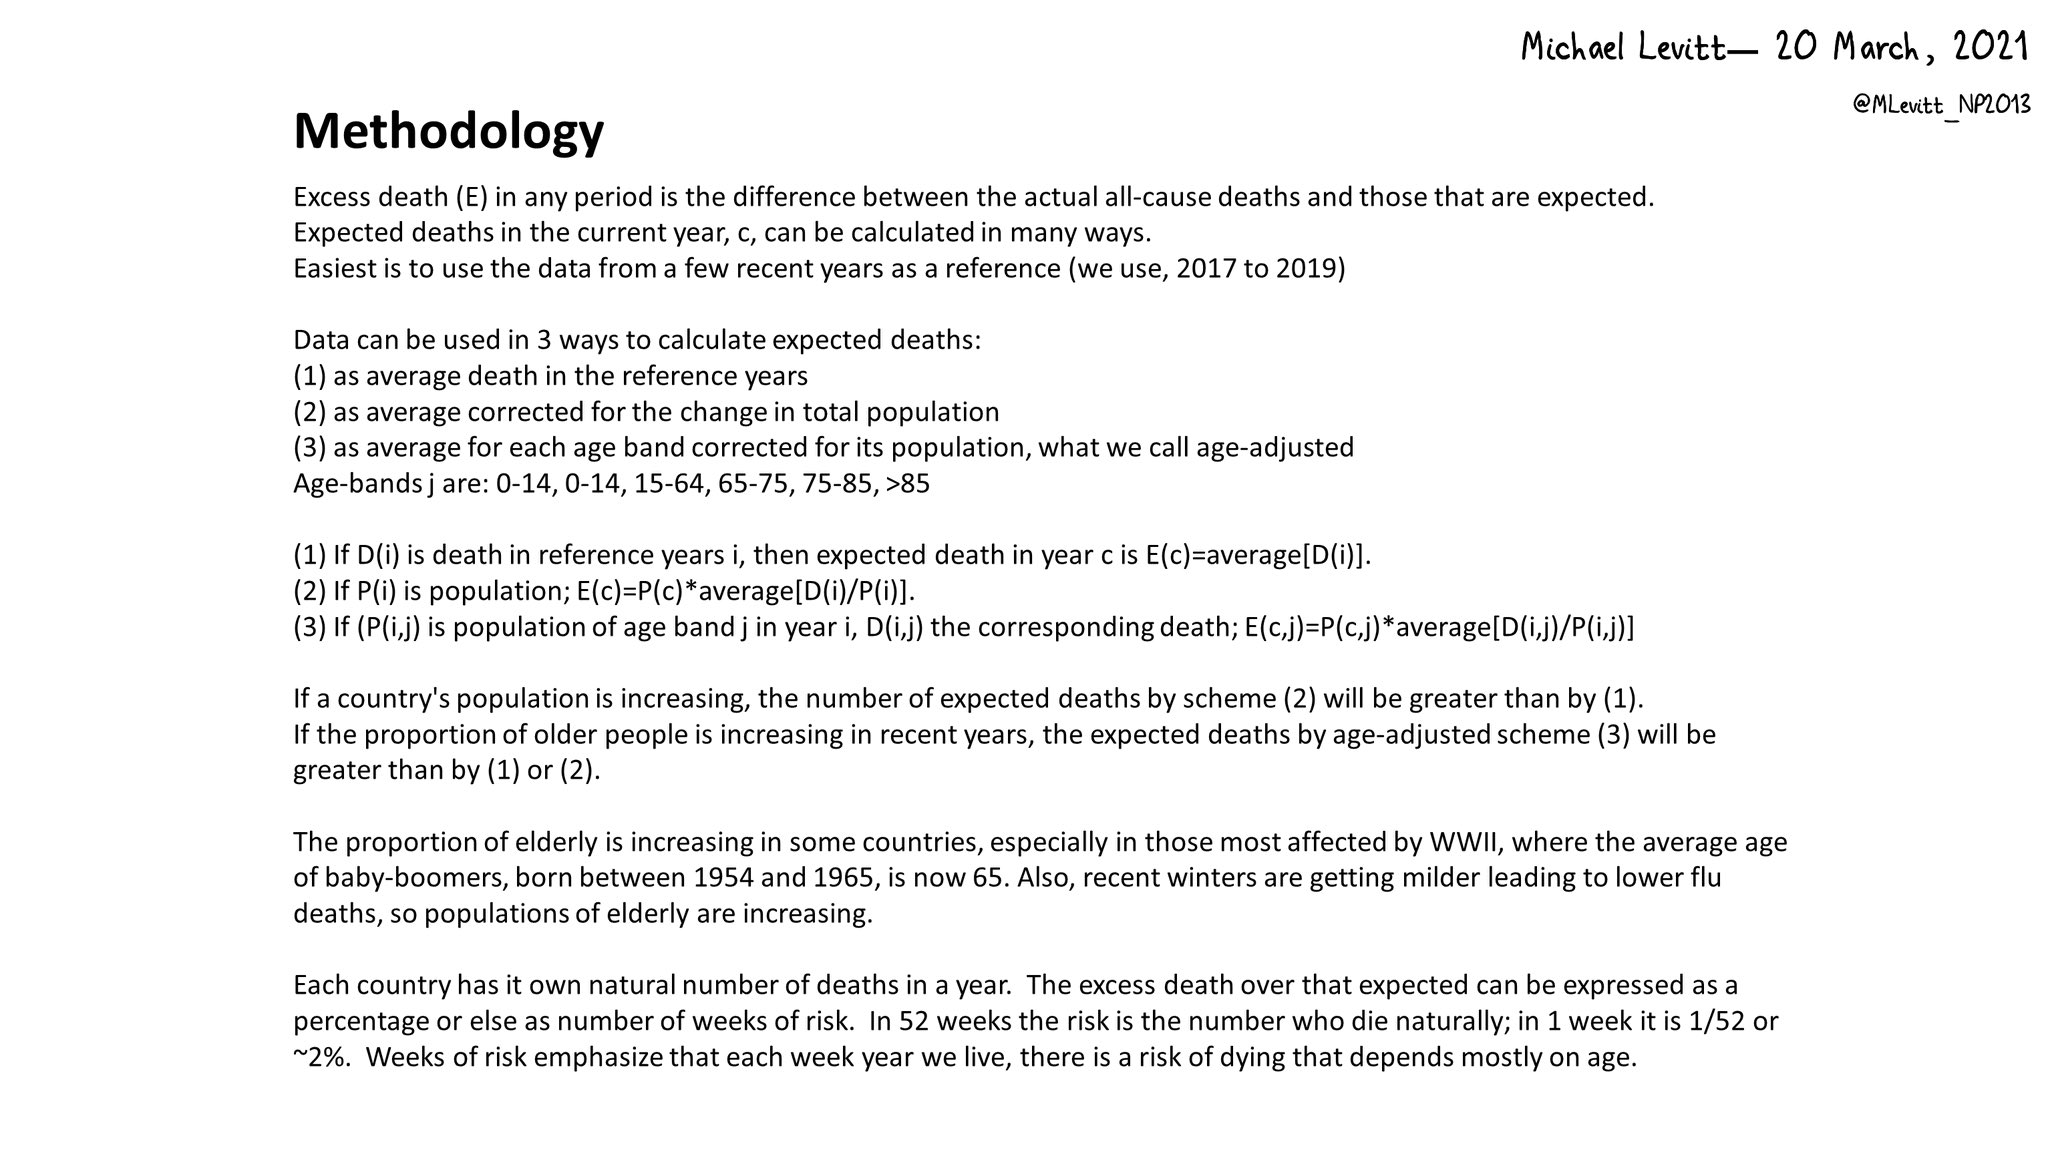 Michael Levitt— 20 March, 2021
@MLevitt_NP2013
Methodology
Excess death (E) in any period is the difference between the actual all-cause deaths and those that are expected.
Expected deaths in the current year, c, can be calculated in many ways.
Easiest is to use the data from a few recent years as a reference (we use, 2017 to 2019)
Data can be used in 3 ways to calculate expected deaths:
(1) as average death in the reference years
(2) as average corrected for the change in total population
(3) as average for each age band corrected for its population, what we call age-adjusted
Age-bands j are: 0-14, 0-14, 15-64, 65-75, 75-85, >85
(1) If D(i) is death in reference years i, then expected death in year c is E(c)=average[D(i)].
(2) If P(i) is population; E(c)=P(c)*average[D(i)/P(i)].
(3) If (P(i,j) is population of age band j in year i, D(i,j) the corresponding death; E(c,j)=P(c,j)*average[D(i,j)/P(i,j)]
If a country's population is increasing, the number of expected deaths by scheme (2) will be greater than by (1).
If the proportion of older people is increasing in recent years, the expected deaths by age-adjusted scheme (3) will be
greater than by (1) or (2).
The proportion of elderly is increasing in some countries, especially in those most affected by WWII, where the average age
of baby-boomers, born between 1954 and 1965, is now 65. Also, recent winters are getting milder leading to lower flu
deaths, so populations of elderly are increasing.
Each country has it own natural number of deaths in a year.  The excess death over that expected can be expressed as a
percentage or else as number of weeks of risk.  In 52 weeks the risk is the number who die naturally; in 1 week it is 1/52 or
~2%.  Weeks of risk emphasize that each week year we live, there is a risk of dying that depends mostly on age.